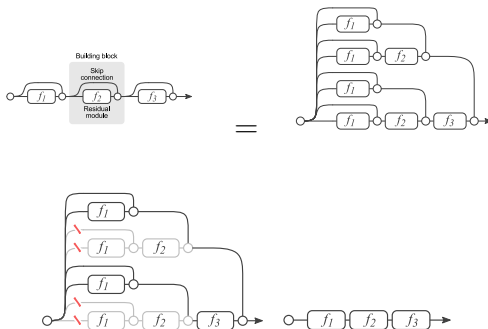 Building block
Skip
connection
f1 f2 f3
Residual
module
=
f1
f1 f2
f1
f1 f2 f3
f1
f1 f2
f1
f1 f2 f3
f1 f2 f3